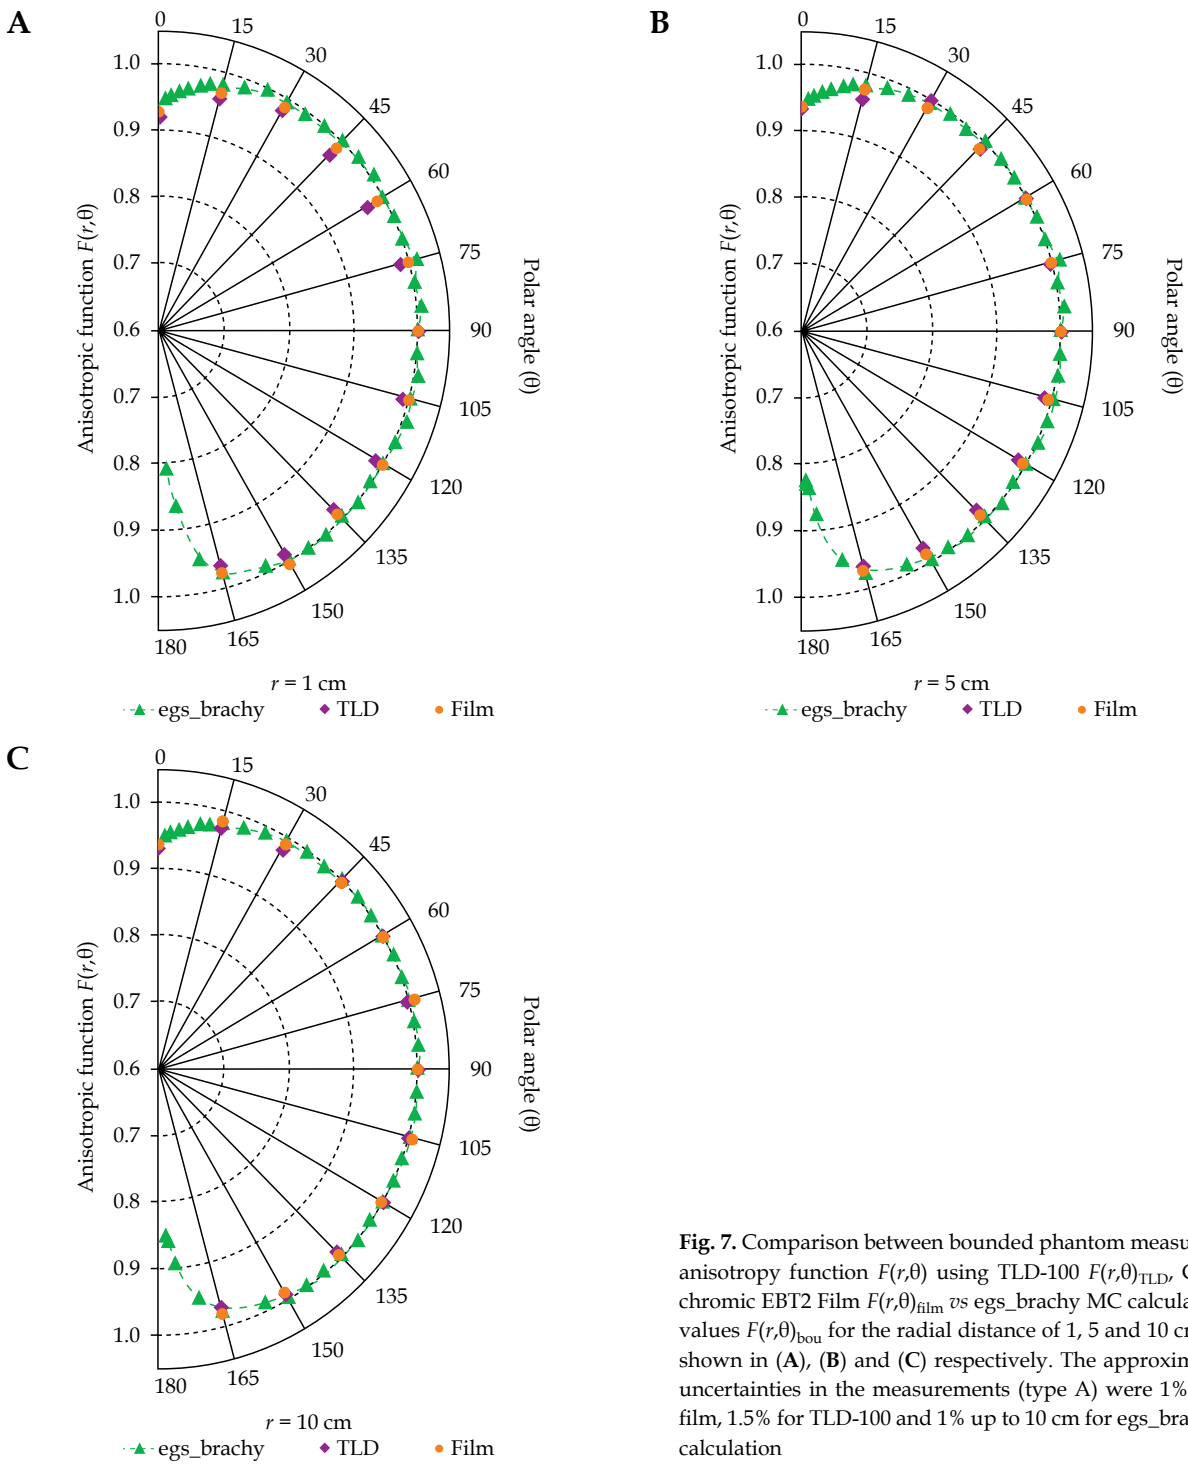 A
0
15
30
45
60
75
90
105
120
135
150
165
180
1.0
0.9
0.8
0.7
0.6
0.7
0.8
0.9
1.0
Anisotropic function F(r,θ)
Polar angle (θ)
r = 1 cm
egs_brachy TLD Film
B
0
15
30
45
60
75
90
105
120
135
150
165
180
1.0
0.9
0.8
0.7
0.6
0.7
0.8
0.9
1.0
Anisotropic function F(r,θ)
Polar angle (θ)
r = 5 cm
egs_brachy TLD Film
C
0
15
30
45
60
75
90
105
120
135
150
165
180
1.0
0.9
0.8
0.7
0.6
0.7
0.8
0.9
1.0
Anisotropic function F(r,θ)
Polar angle (θ)
r = 10 cm
egs_brachy TLD Film
Fig. 7. Comparison between bounded phantom measu
anisotropy function F(r,θ) using TLD-100 F(r,θ)TLD,
chromic EBT2 Film F(r,θ)film vs egs_brachy MC calcula
values F(r,θ)bou for the radial distance of 1, 5 and 10 cm
shown in (A), (B) and (C) respectively. The approxim
uncertainties in the measurements (type A) were 1%
film, 1.5% for TLD-100 and 1% up to 10 cm for egs_bra
calculation